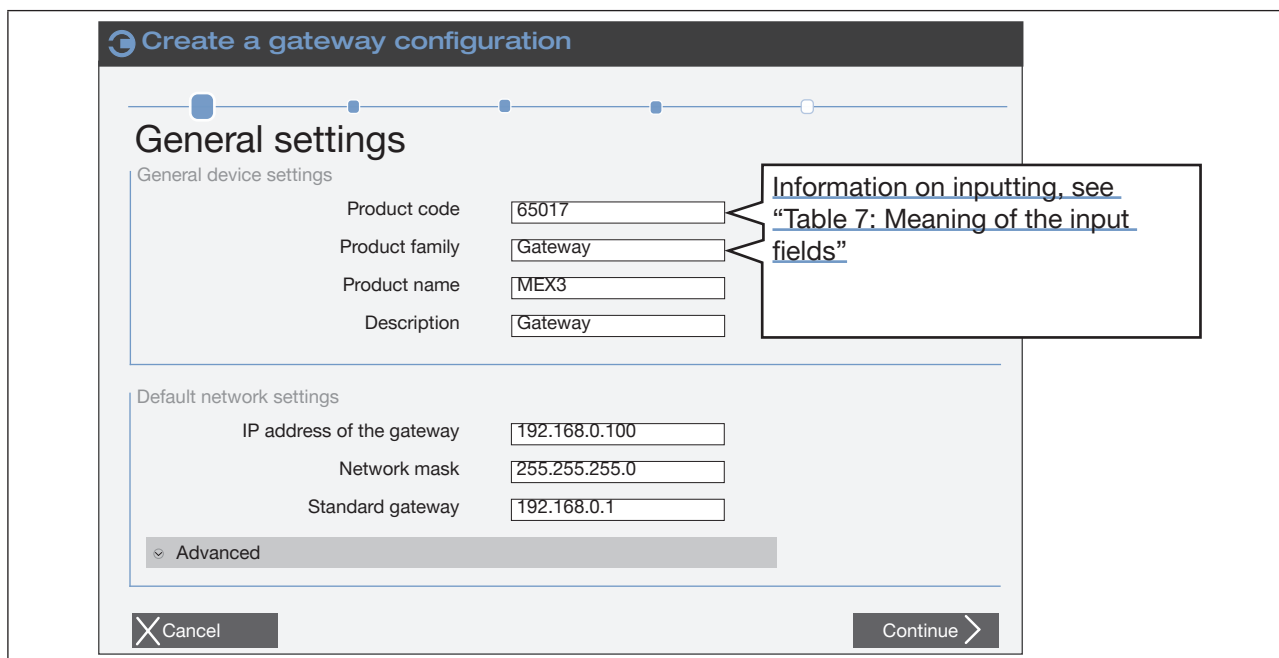 Create a gateway configuration
General settings
General device settings
Product code 65017
Product family Gateway
Product name MEX3
Description Gateway
Information on inputting, see
“Table 7: Meaning of the input
fields”
Default network settings
IP address of the gateway 192.168.0.100
Network mask 255.255.255.0
Standard gateway 192.168.0.1
Advanced
Cancel
Continue